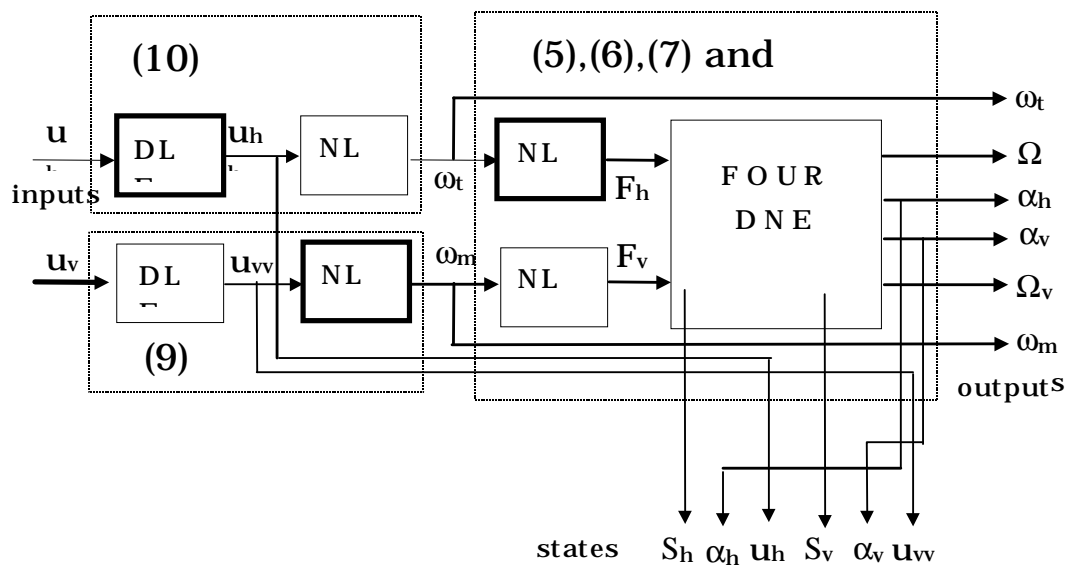 (10)
(5),(6),(7) and
u
DL
uh
NL
ωt
NL
Fh
FOUR
DNE
inputs
uv
DL
uvv
NL
ωm
NL
Fv
(9)
ωt
Ω
αh
αv
Ωv
ωm
outputs
states
Sh αh uh Sv αv uvv